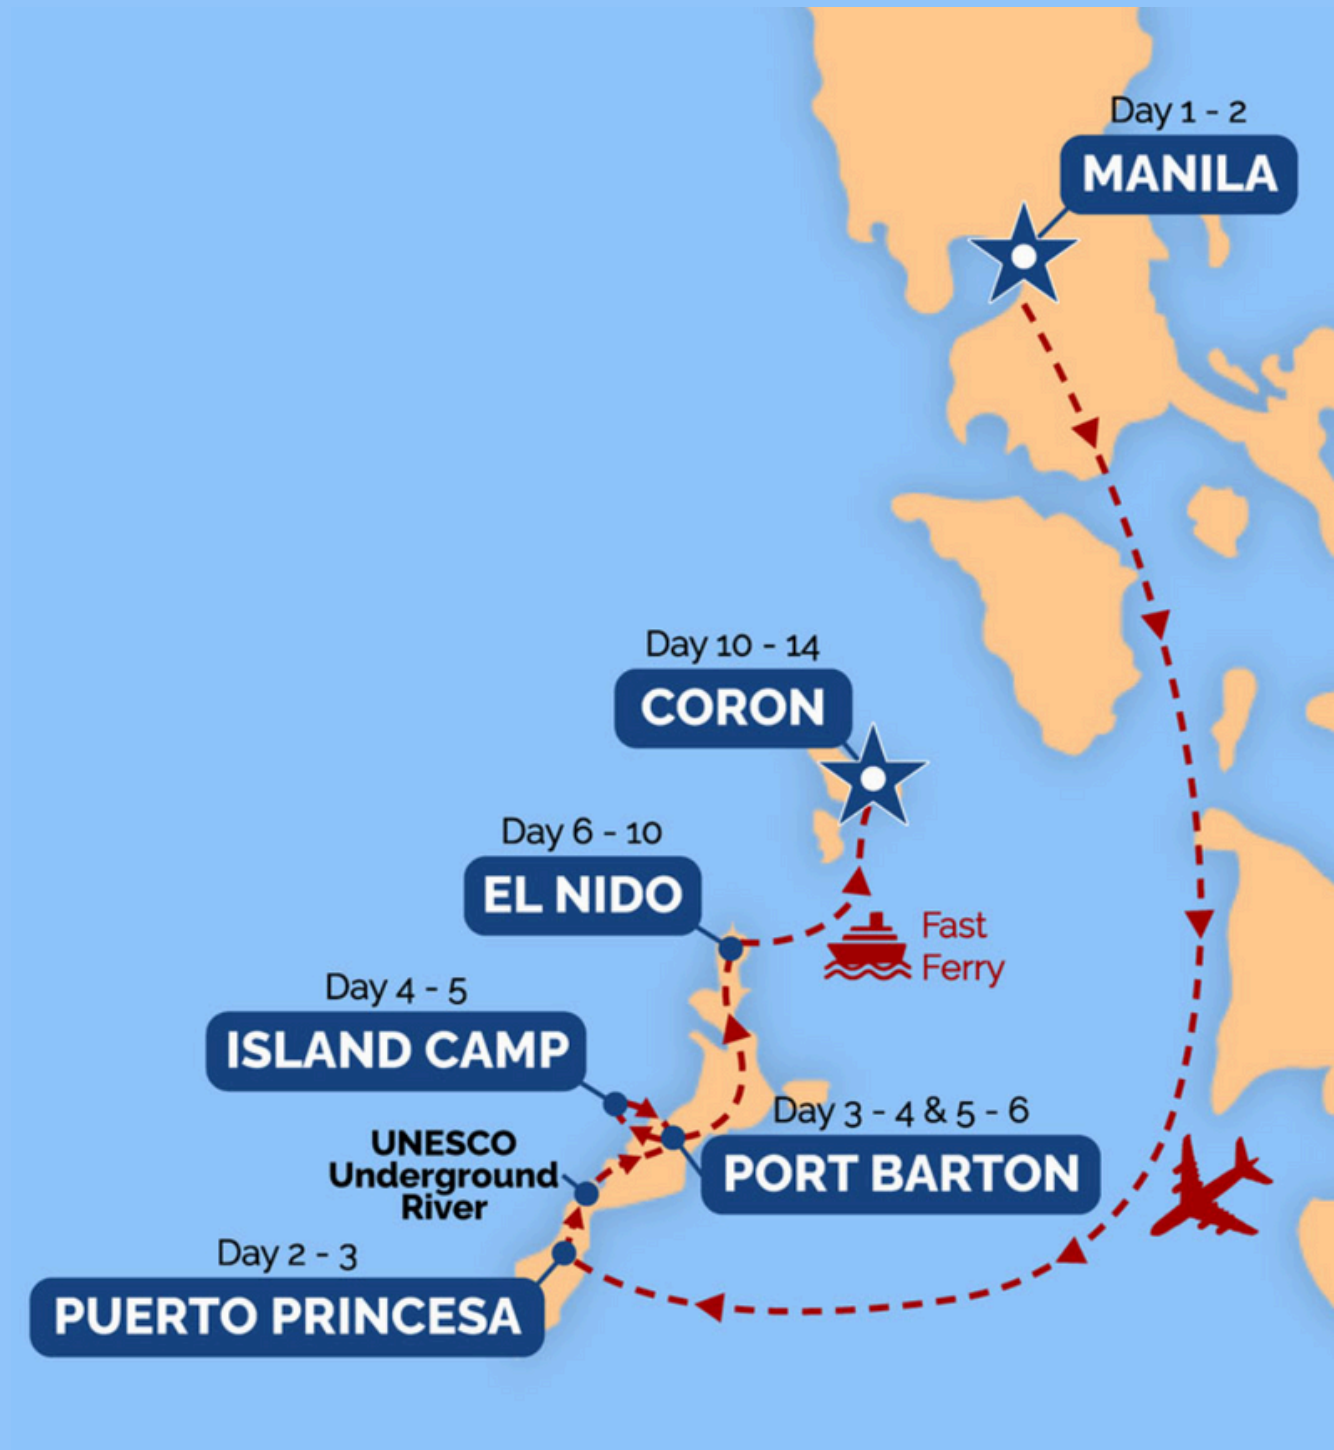 Day 1 - 2
MANILA
Day 10 - 14
CORON
Day 6 - 10
EL NIDO
Fast
Ferry
Day 4 - 5
ISLAND CAMP
Day 3 - 4 & 5 - 6
PORT BARTON
UNESCO
Underground
River
Day 2 - 3
PUERTO PRINCESA